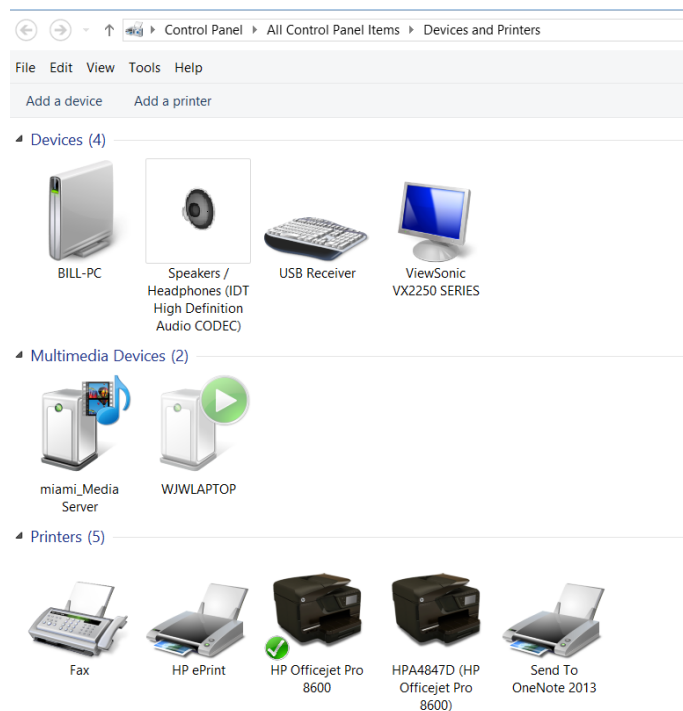 Control Panel All Control Panel Items Devices and Printers
File Edit View Tools Help
Add a device Add a printer
Devices (4)
BILL-PC
Speakers /
Headphones (IDT
High Definition
Audio CODEC)
USB Receiver
ViewSonic
VX2250 SERIES
Multimedia Devices (2)
miami_Media
Server
WJWLAPTOP
Printers (5)
Fax
HP ePrint
HP Officejet Pro
8600
HPA4847D (HP
Officejet Pro
8600)
Send To
OneNote 2013